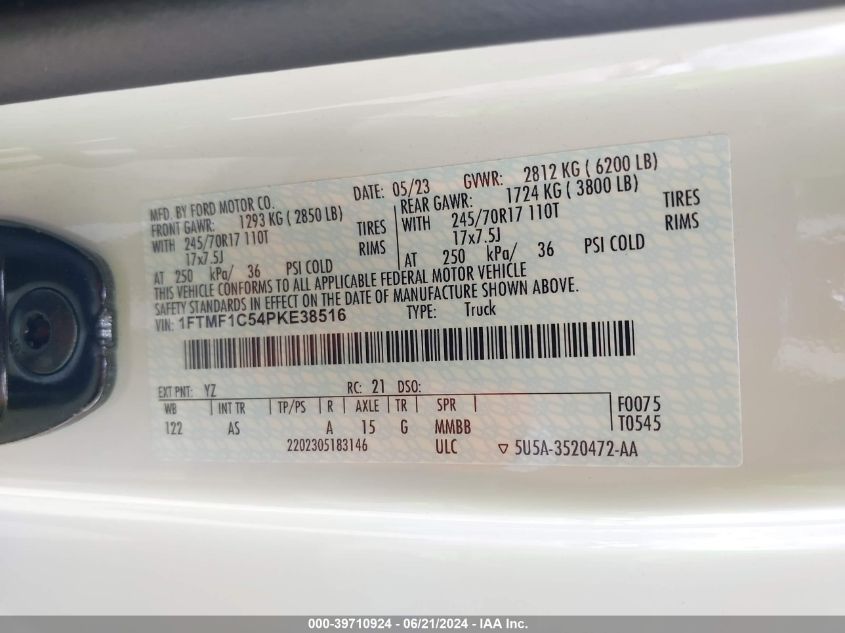 MFD. BY FORD MOTOR CO.
DATE: 05/23 GVWR: 2812 KG ( 6200 LB)
FRONT GAWR: 1293 KG ( 2850 LB)
WITH 245/70R17 110T TIRES
17x7.5J RIMS
AT 250 kPa/ 36 PSI COLD
REAR GAWR: 1724 KG ( 3800 LB)
WITH 245/70R17 110T TIRES
17x7.5J RIMS
AT 250 kPa/ 36 PSI COLD
THIS VEHICLE CONFORMS TO ALL APPLICABLE FEDERAL MOTOR VEHICLE
SAFETY STANDARDS IN EFFECT ON THE DATE OF MANUFACTURE SHOWN ABOVE.
VIN: 1FTMF1C54PKE38516 TYPE: Truck
EXT PNT: YZ RC: 21 DSO:
WB INT TR TP/PS R AXLE TR SPR F0075
122 AS A 15 G MMBB T0545
2202305183146 ULC ▽ 5U5A-3520472-AA
000-39710924 - 06/21/2024 - IAA Inc.